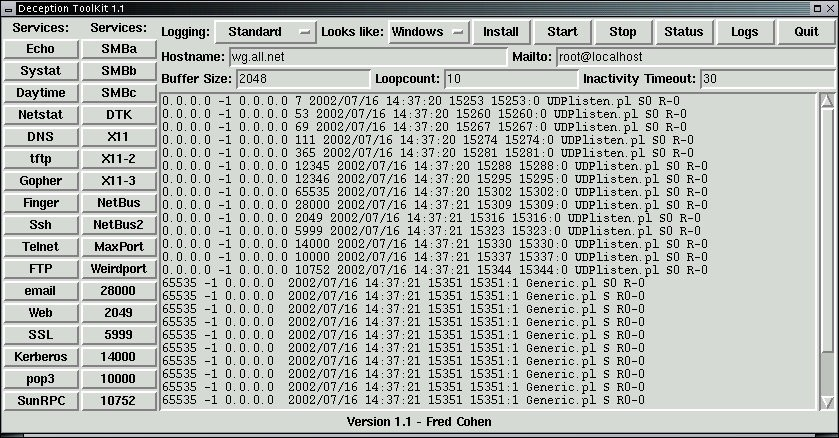 Deception ToolKit 1.1
Services: Services: Logging: Standard Looks like: Windows Install Start Stop Status Logs Quit
Echo SMBa Hostname: wg.all.net Mailto: root@localhost
Systat SMBb Buffer Size: 2048 Loopcount: 10 Inactivity Timeout: 30
Daytime SMBc
Netstat DTK
DNS X11
tftp X11-2
Gopher X11-3
Finger NetBus
Ssh NetBus2
Telnet MaxPort
FTP Weirdport
email 28000
Web 2049
SSL 5999
Kerberos 14000
pop3 10000
SunRPC 10752
0.0.0.0 -1 0.0.0.0 7 2002/07/16 14:37:20 15253 15253:0 UDPlisten.pl S0 R-0
0.0.0.0 -1 0.0.0.0 53 2002/07/16 14:37:20 15260 15260:0 UDPlisten.pl S0 R-0
0.0.0.0 -1 0.0.0.0 69 2002/07/16 14:37:20 15267 15267:0 UDPlisten.pl S0 R-0
0.0.0.0 -1 0.0.0.0 111 2002/07/16 14:37:20 15274 15274:0 UDPlisten.pl S0 R-0
0.0.0.0 -1 0.0.0.0 365 2002/07/16 14:37:20 15281 15281:0 UDPlisten.pl S0 R-0
0.0.0.0 -1 0.0.0.0 12345 2002/07/16 14:37:20 15288 15288:0 UDPlisten.pl S0 R-0
0.0.0.0 -1 0.0.0.0 12346 2002/07/16 14:37:20 15295 15295:0 UDPlisten.pl S0 R-0
0.0.0.0 -1 0.0.0.0 65535 2002/07/16 14:37:20 15302 15302:0 UDPlisten.pl S0 R-0
0.0.0.0 -1 0.0.0.0 28000 2002/07/16 14:37:21 15309 15309:0 UDPlisten.pl S0 R-0
0.0.0.0 -1 0.0.0.0 2049 2002/07/16 14:37:21 15316 15316:0 UDPlisten.pl S0 R-0
0.0.0.0 -1 0.0.0.0 5999 2002/07/16 14:37:21 15323 15323:0 UDPlisten.pl S0 R-0
0.0.0.0 -1 0.0.0.0 14000 2002/07/16 14:37:21 15330 15330:0 UDPlisten.pl S0 R-0
0.0.0.0 -1 0.0.0.0 10000 2002/07/16 14:37:21 15337 15337:0 UDPlisten.pl S0 R-0
0.0.0.0 -1 0.0.0.0 10752 2002/07/16 14:37:21 15344 15344:0 UDPlisten.pl S0 R-0
65535 -1 0.0.0.0 2002/07/16 14:37:21 15351 15351:1 Generic.pl S0 R-0
65535 -1 0.0.0.0 2002/07/16 14:37:21 15351 15351:1 Generic.pl S R0-0
65535 -1 0.0.0.0 2002/07/16 14:37:21 15351 15351:1 Generic.pl S R0-0
65535 -1 0.0.0.0 2002/07/16 14:37:21 15351 15351:1 Generic.pl S R0-0
65535 -1 0.0.0.0 2002/07/16 14:37:21 15351 15351:1 Generic.pl S R0-0
65535 -1 0.0.0.0 2002/07/16 14:37:21 15351 15351:1 Generic.pl S R0-0
65535 -1 0.0.0.0 2002/07/16 14:37:21 15351 15351:1 Generic.pl S R0-0
65535 -1 0.0.0.0 2002/07/16 14:37:21 15351 15351:1 Generic.pl S R0-0
65535 -1 0.0.0.0 2002/07/16 14:37:21 15351 15351:1 Generic.pl S R0-0
65535 -1 0.0.0.0 2002/07/16 14:37:21 15351 15351:1 Generic.pl S R0-0
Version 1.1 - Fred Cohen